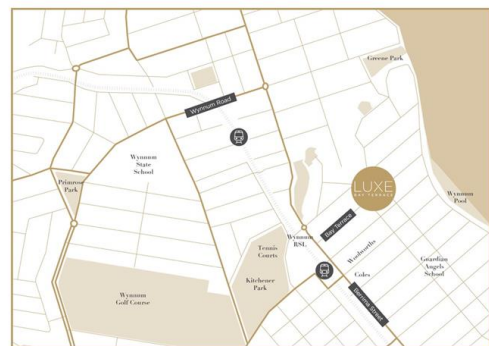 Greene Park
Wynnum Road
Wynnum
State
School
Primrose
Park
LUXE
BAY TERRACE
Wynnum
Pool
Bay Terrace
Wynnum
RSL
Woolworths
Tennis
Courts
Guardian
Angels
School
Coles
Kitchener
Park
Berrima Street
Wynnum
Golf Course